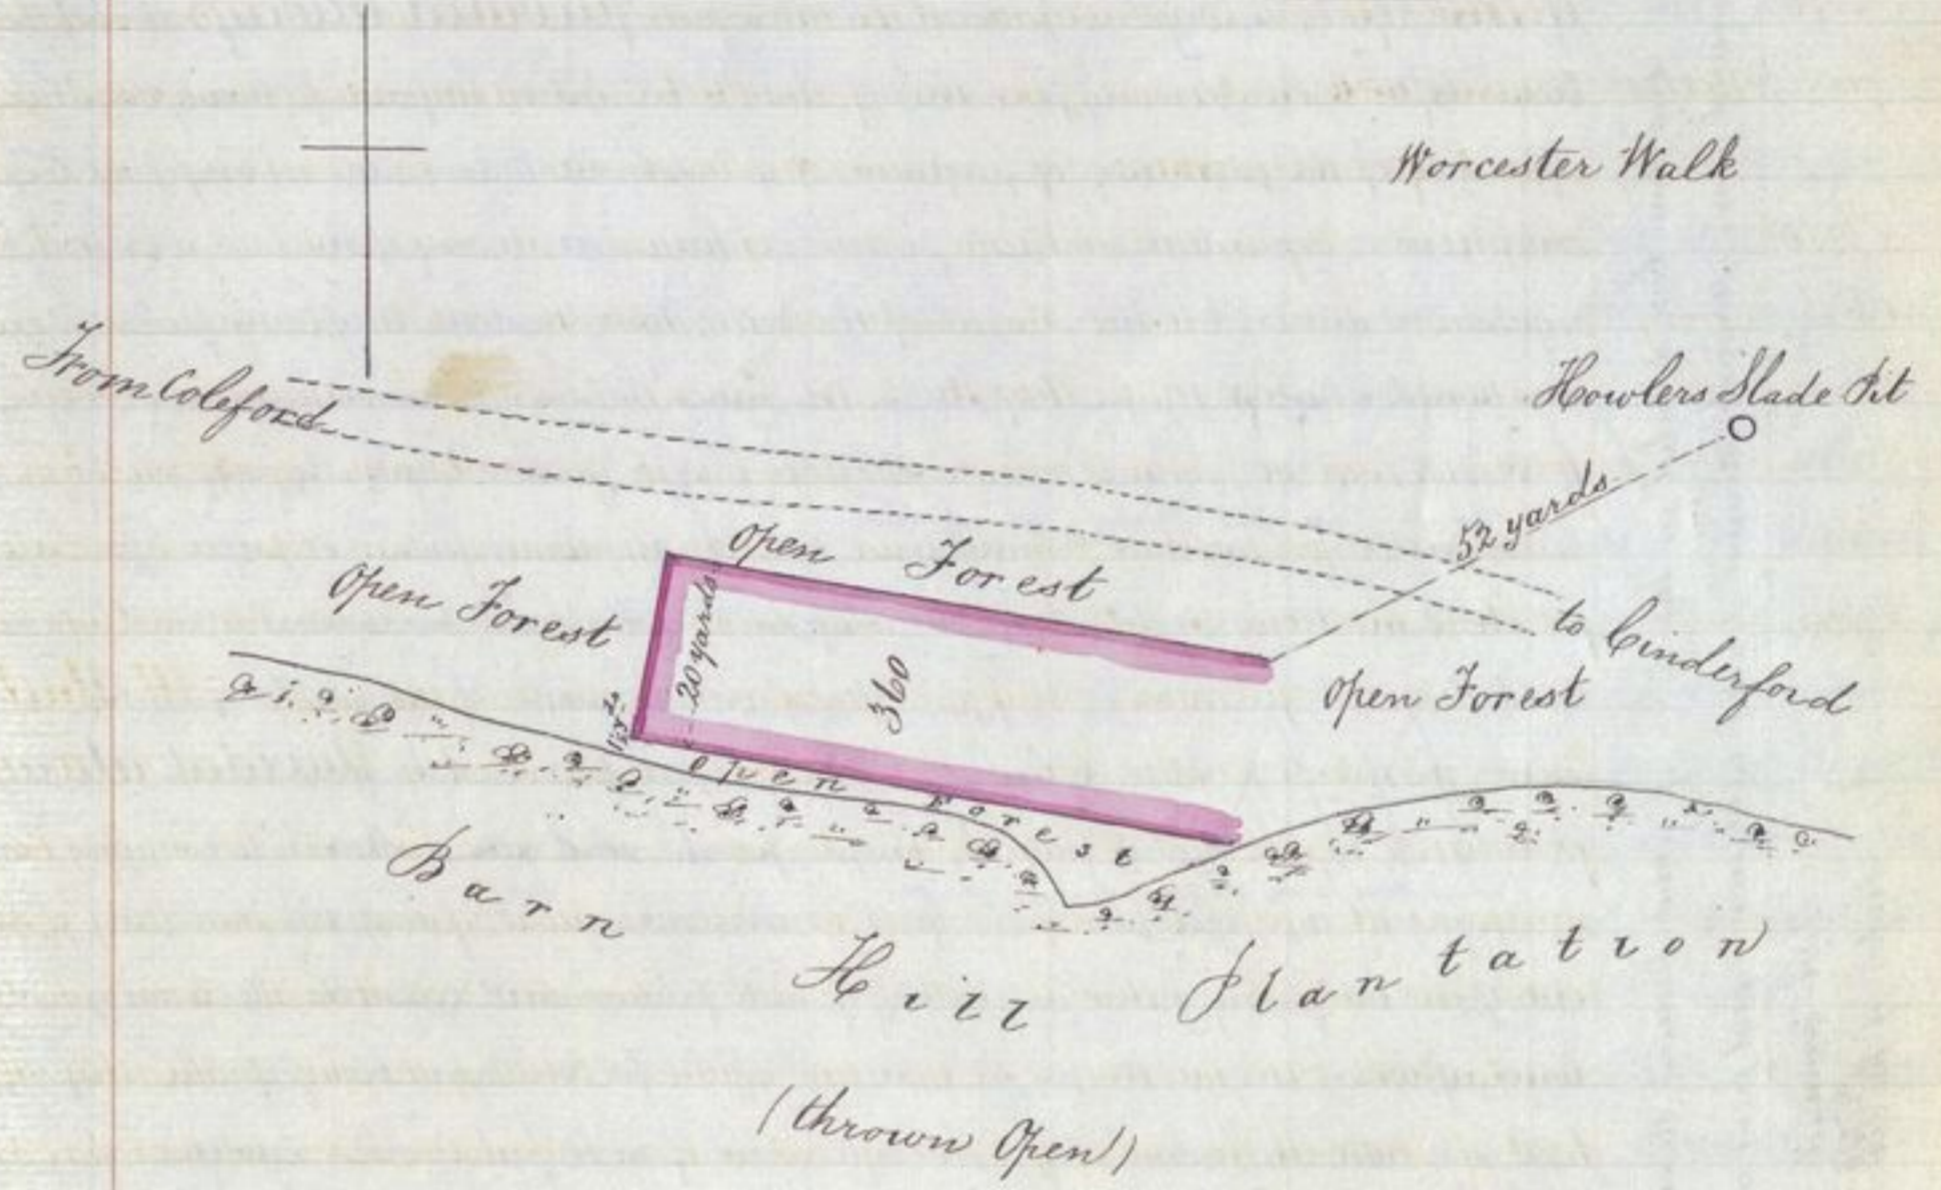 Worcester Walk
Howlers Slade Pit
From Coleford
52 yards
open Forest
Open Forest
20 yards
360
to Cinderford
open Forest
open Forest
Barn Hill Plantation
(thrown Open)